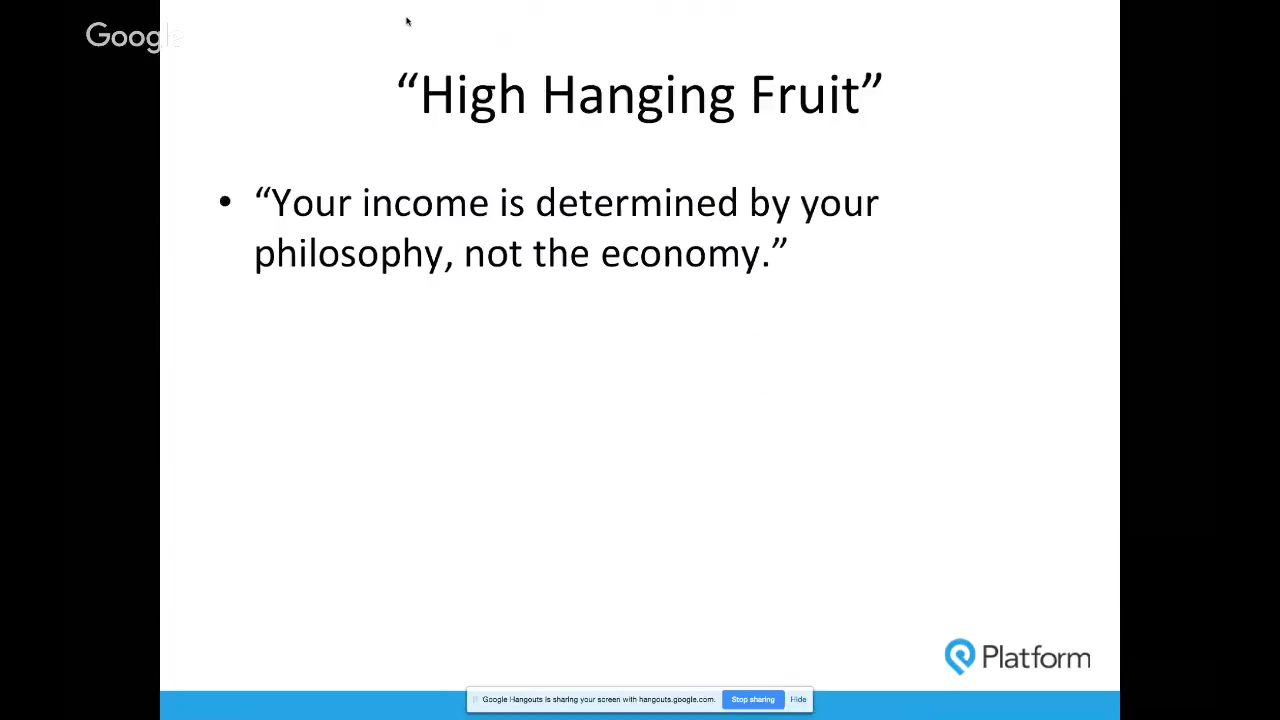 Google
“High Hanging Fruit”
• “Your income is determined by your
philosophy, not the economy.”
Platform
Google Hangouts is sharing your screen with hangouts.google.com. Stop sharing Hide